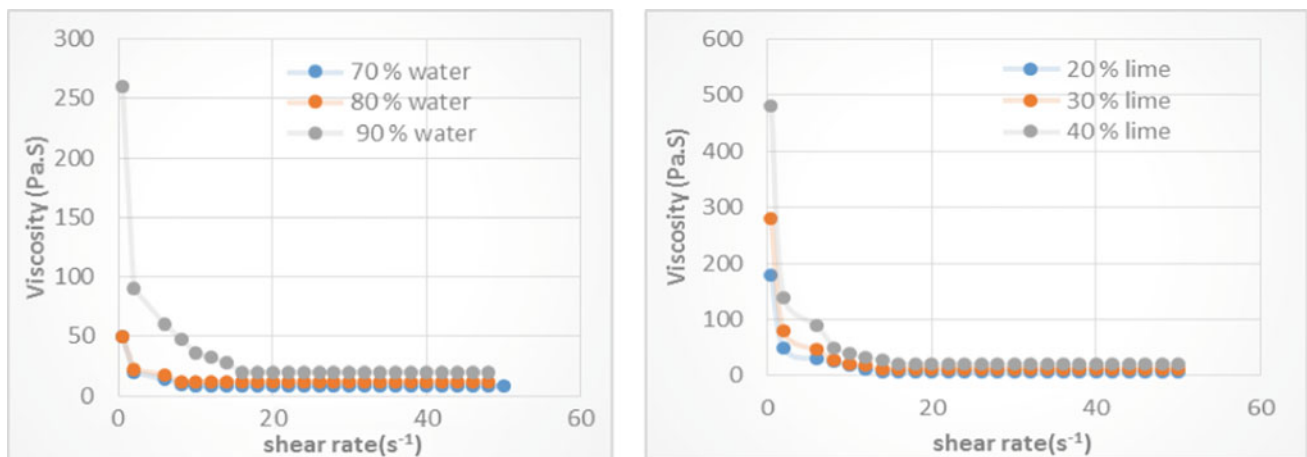 300
250
200
150
100
50
0
Viscosity (Pa.S)
70 % water
80 % water
90 % water
0 20 40 60
shear rate(s⁻¹)
600
500
400
300
200
100
0
Viscosity (Pa.S)
20 % lime
30 % lime
40 % lime
0 20 40 60
shear rate(s⁻¹)